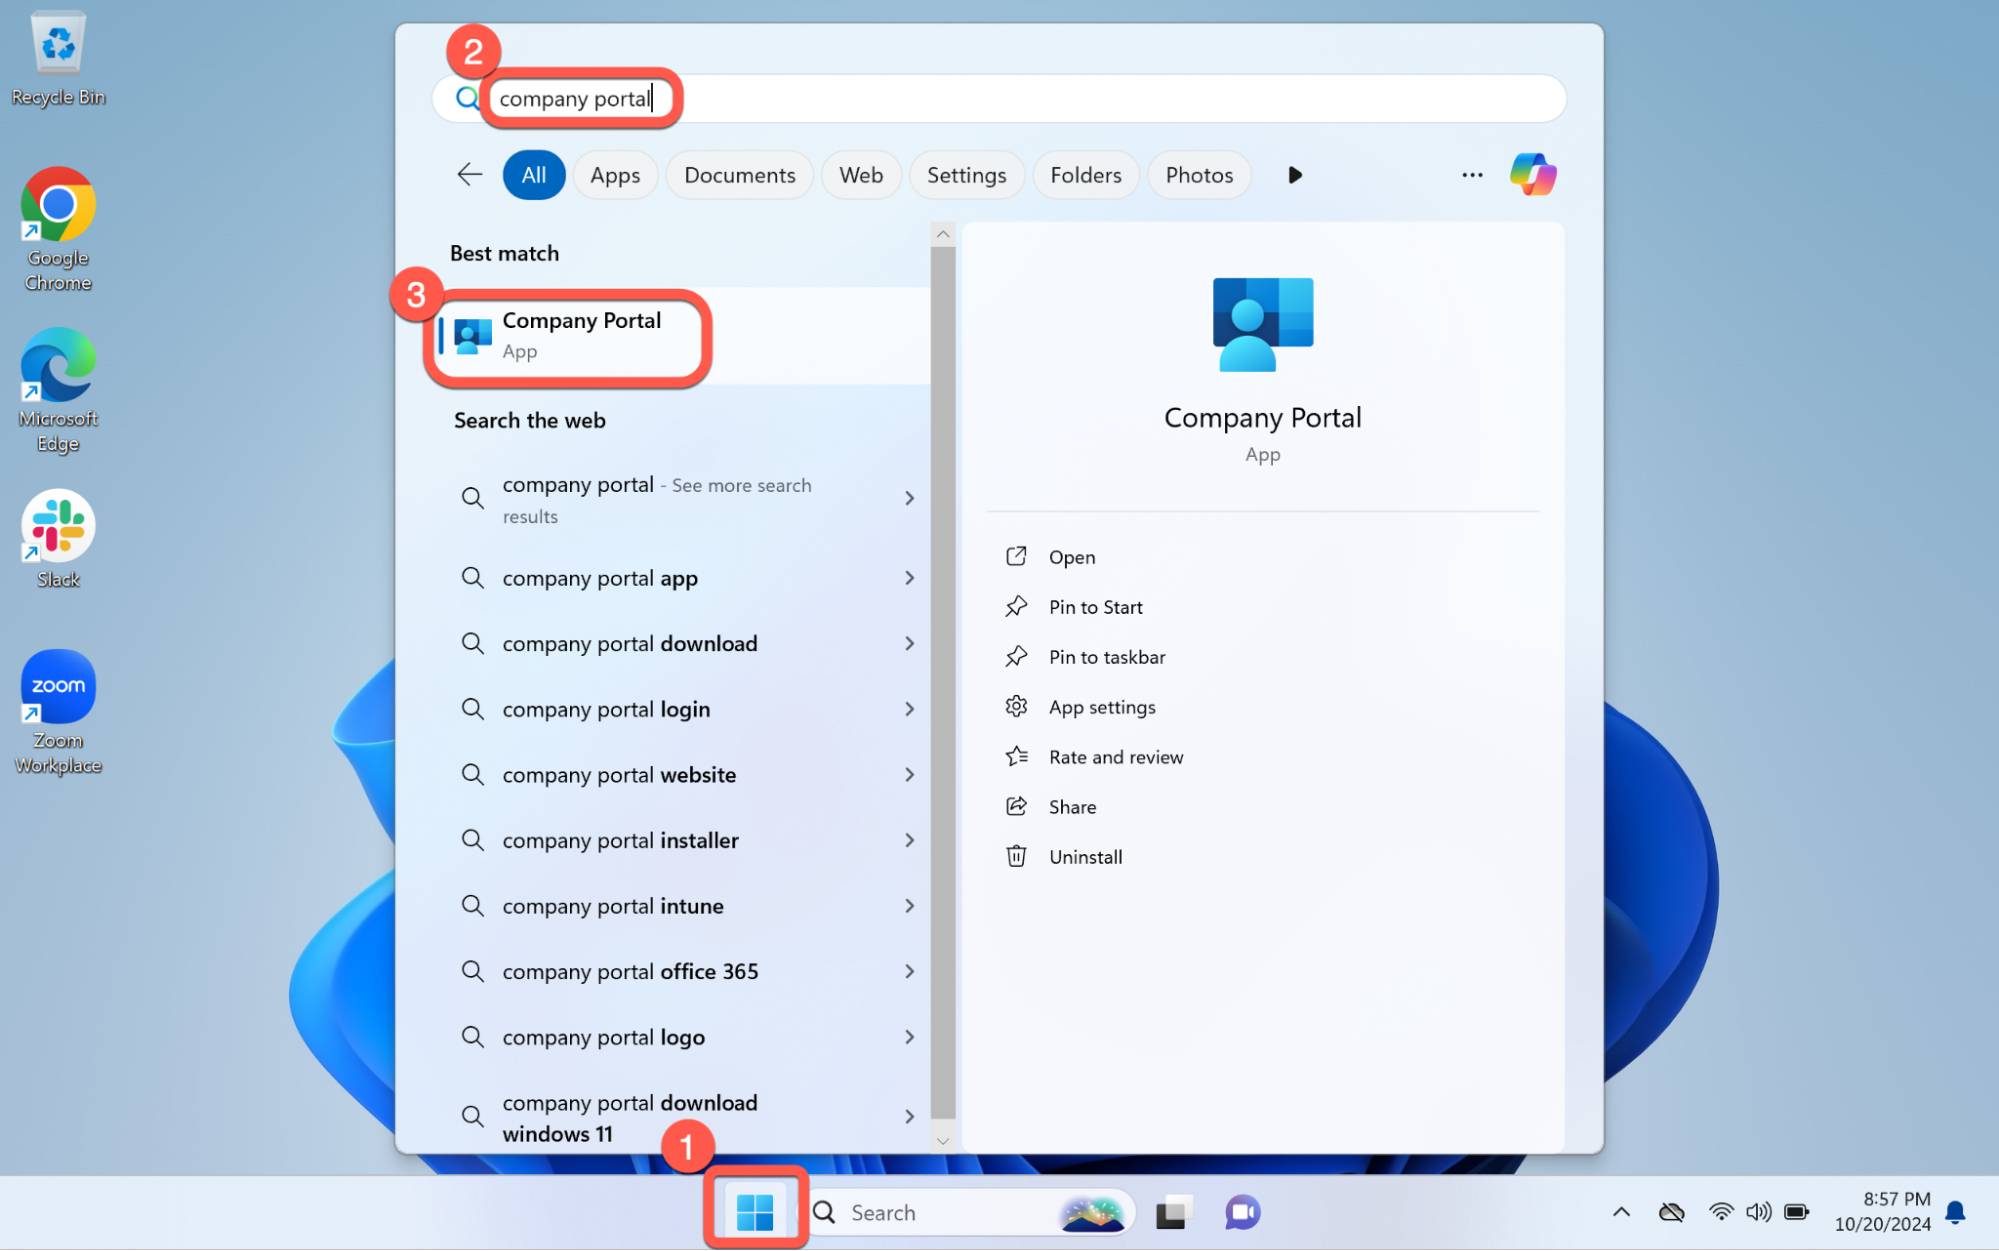 Recycle Bin
Google
Chrome
Microsoft
Edge
Slack
zoom
Zoom
Workplace
2
company portal
All
Apps
Documents
Web
Settings
Folders
Photos
Best match
3
Company Portal
App
Search the web
company portal - See more search
results
company portal app
company portal download
company portal login
company portal website
company portal installer
company portal intune
company portal office 365
company portal logo
company portal download
windows 11
Company Portal
App
Open
Pin to Start
Pin to taskbar
App settings
Rate and review
Share
Uninstall
1
Search
8:57 PM
10/20/2024